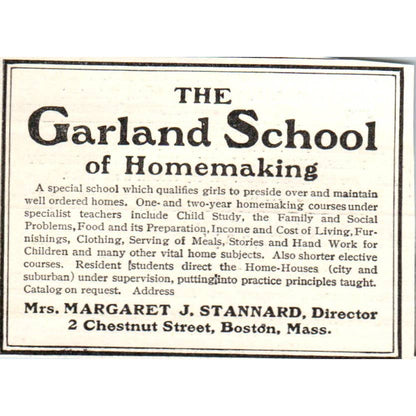 THE
Garland School
of Homemaking
A special school which qualifies girls to preside over and maintain
well ordered homes. One- and two-year homemaking courses under
specialist teachers include Child Study, the Family and Social
Problems, Food and its Preparation, Income and Cost of Living, Fur-
nishings, Clothing, Serving of Meals, Stories and Hand Work for
Children and many other vital home subjects. Also shorter elective
courses. Resident students direct the Home-Houses (city and
suburban) under supervision, putting into practice principles taught.
Catalog on request. Address
Mrs. MARGARET J. STANNARD, Director
2 Chestnut Street, Boston, Mass.